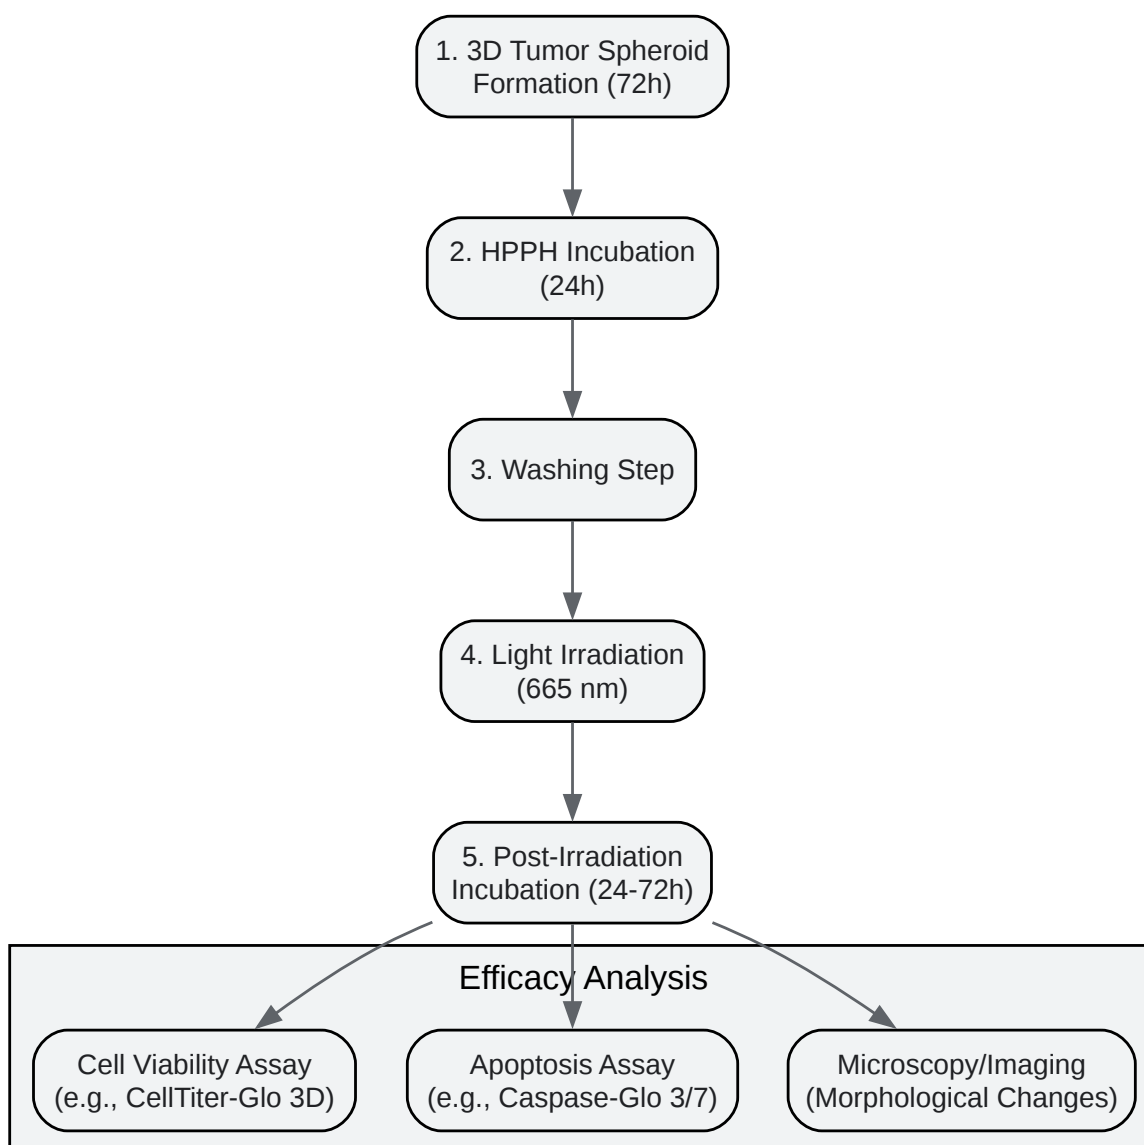 1. 3D Tumor Spheroid
Formation (72h)
2. HPPH Incubation
(24h)
3. Washing Step
4. Light Irradiation
(665 nm)
5. Post-Irradiation
Incubation (24-72h)
Efficacy Analysis
Cell Viability Assay
(e.g., CellTiter-Glo 3D)
Apoptosis Assay
(e.g., Caspase-Glo 3/7)
Microscopy/Imaging
(Morphological Changes)